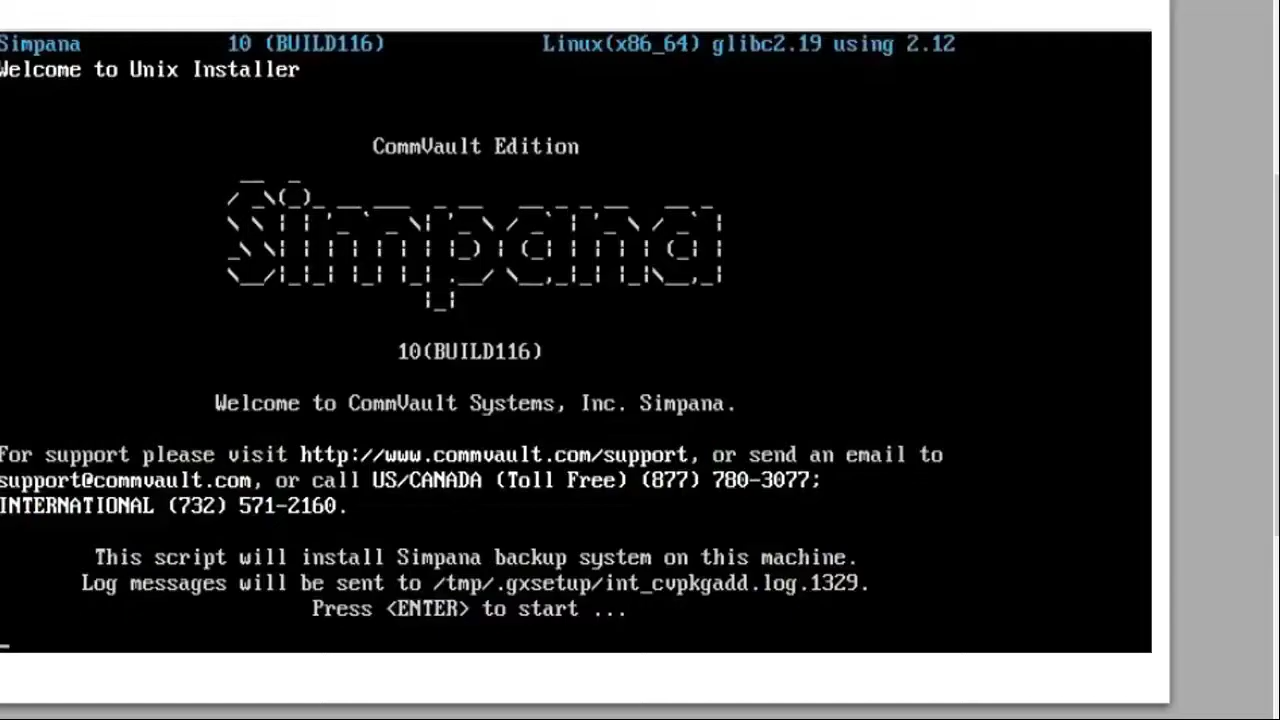 Simpana 10 (BUILD116) Linux(x86_64) glibc2.19 using 2.12
Welcome to Unix Installer
CommVault Edition
Simpana
10(BUILD116)
Welcome to CommVault Systems, Inc. Simpana.
For support please visit http://www.commvault.com/support, or send an email to
support@commvault.com, or call US/CANADA (Toll Free) (877) 780-3077;
INTERNATIONAL (732) 571-2160.
This script will install Simpana backup system on this machine.
Log messages will be sent to /tmp/.gxsetup/int_cvpkgadd.log.1329.
Press <ENTER> to start ...